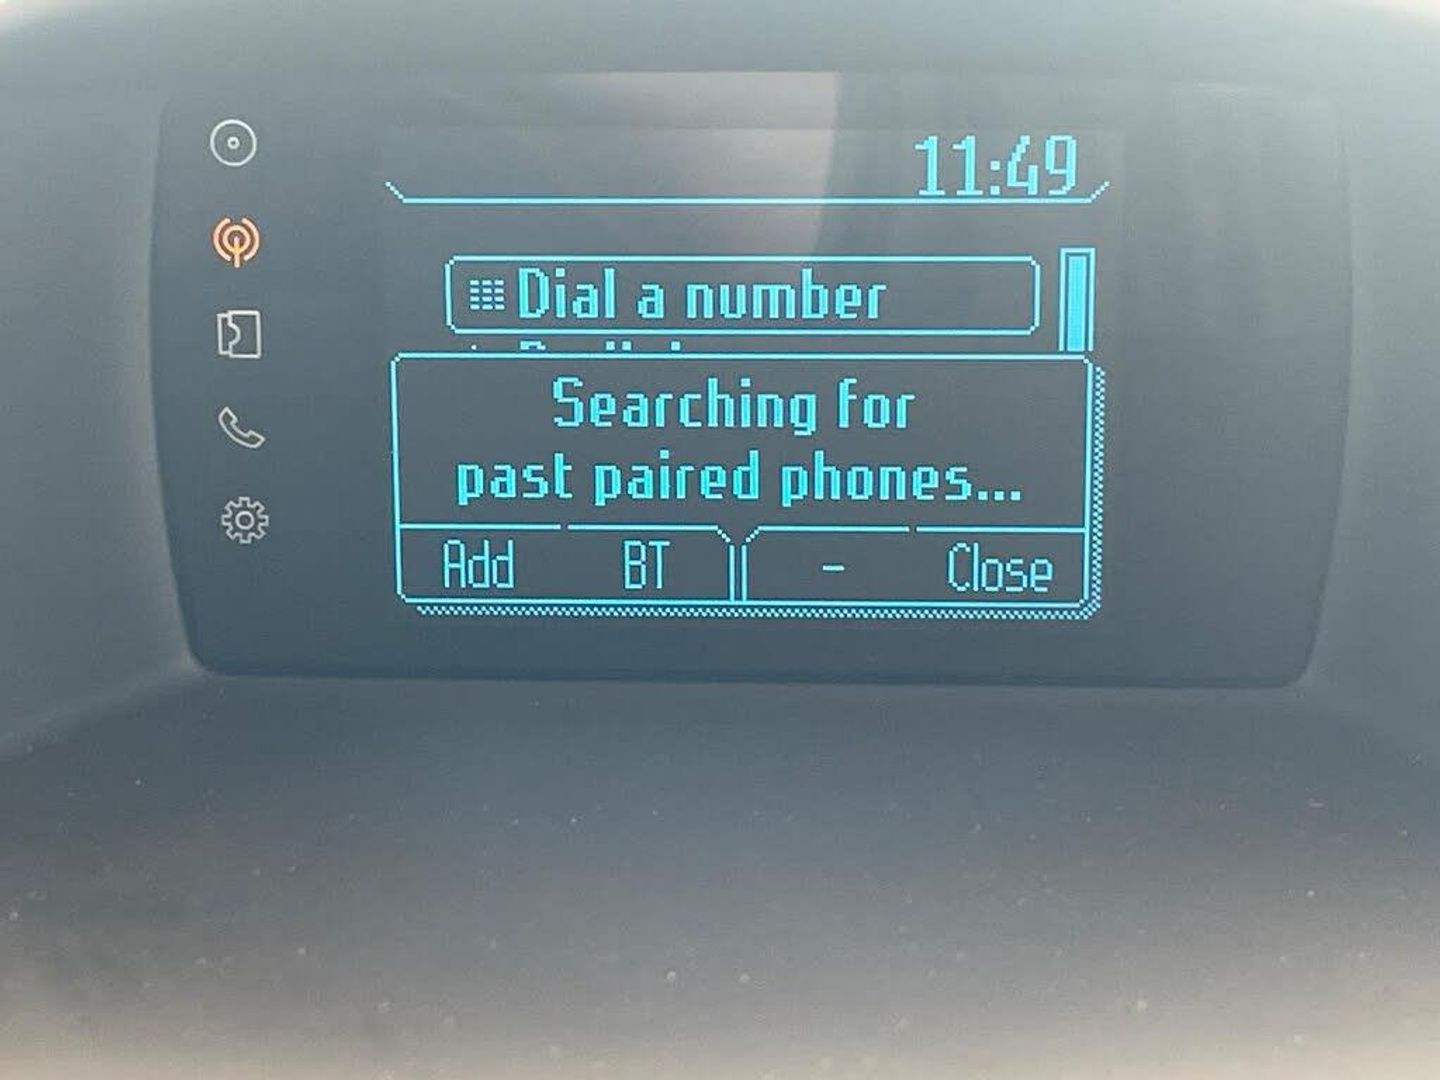 11:49
Dial a number
Searching for
past paired phones...
Add BT - Close